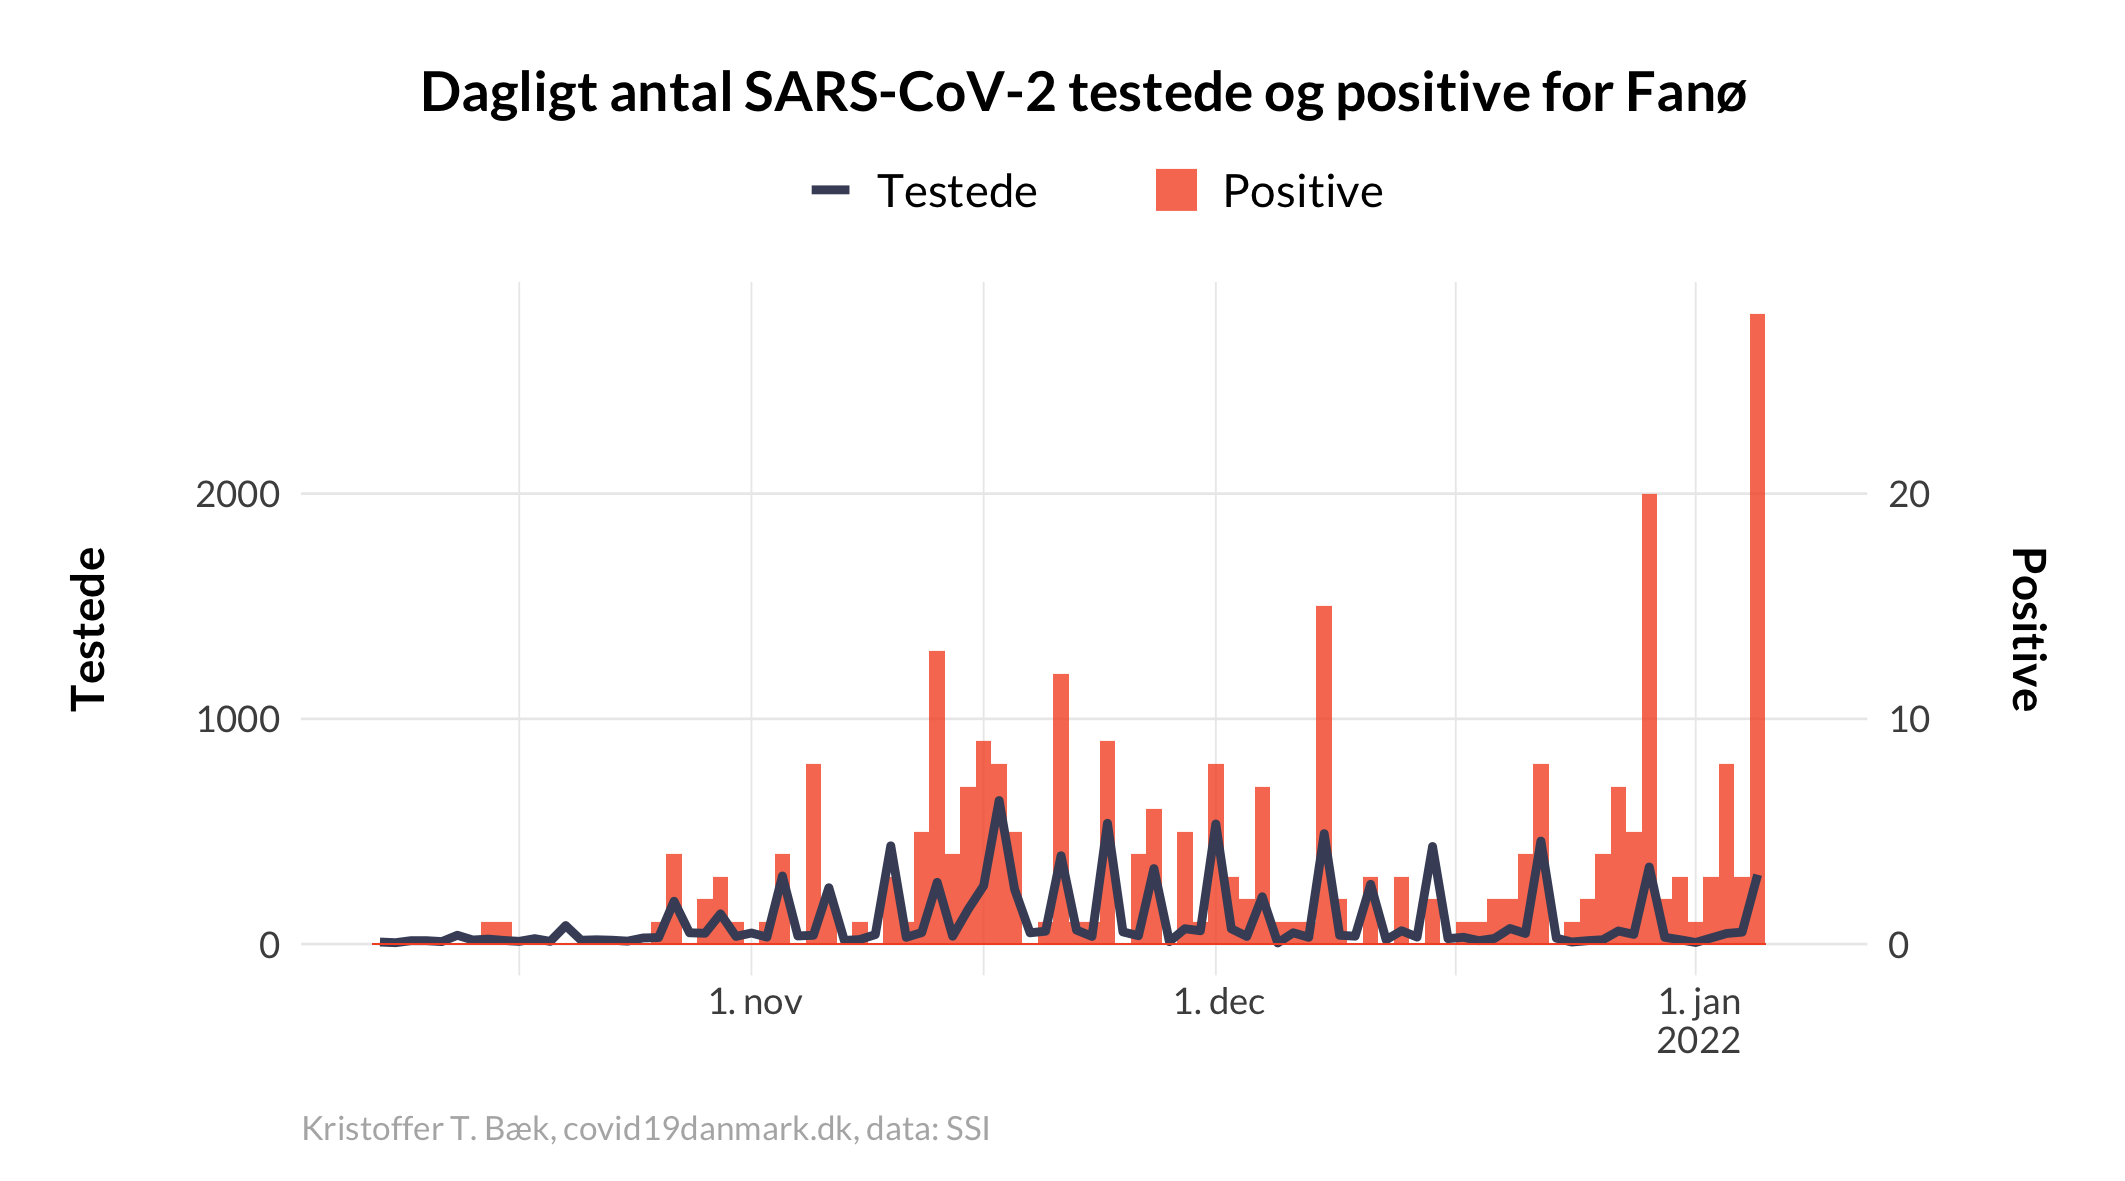 Dagligt antal SARS-CoV-2 testede og positive for Fanø
Testede
Positive
2000
1000
0
Testede
20
10
0
Positive
1. nov
1. dec
1. jan
2022
Kristoffer T. Bæk, covid19danmark.dk, data: SSI